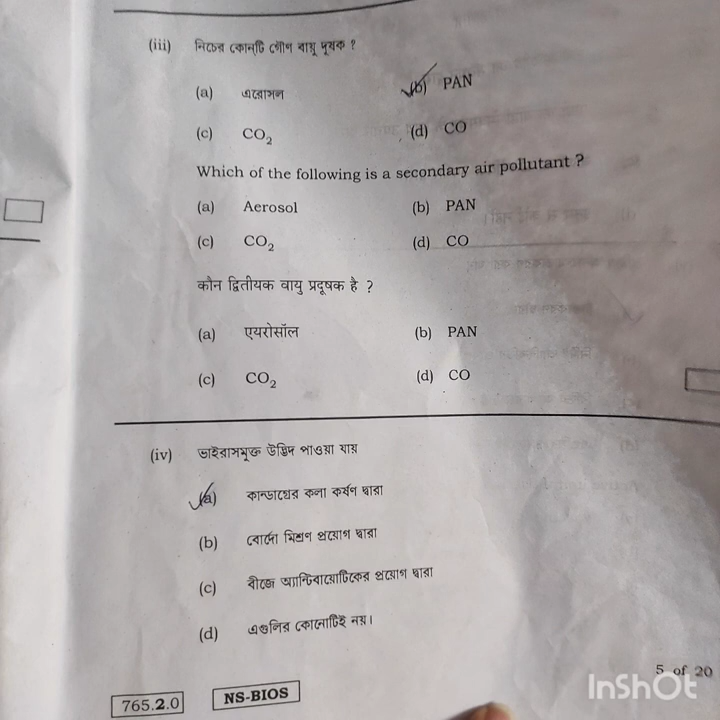 (iii) নিচের কোন্‌টি গৌণ বায়ু দূষক ?
(a) এরোসল (b) PAN
(c) CO₂ (d) CO
Which of the following is a secondary air pollutant ?
(a) Aerosol (b) PAN
(c) CO₂ (d) CO
कौन द्वितीयक वायु प्रदूषक है ?
(a) एयरोसॉल (b) PAN
(c) CO₂ (d) CO
(iv) ভাইরাসমুক্ত উদ্ভিদ পাওয়া যায়
(a) কান্ডাগ্রের কলা কর্ষণ দ্বারা
(b) বোর্দো মিশ্রণ প্রয়োগ দ্বারা
(c) বীজে অ্যান্টিবায়োটিকের প্রয়োগ দ্বারা
(d) এগুলির কোনোটিই নয়।
5 of 20
765.2.0 NS-BIOS
InShOt